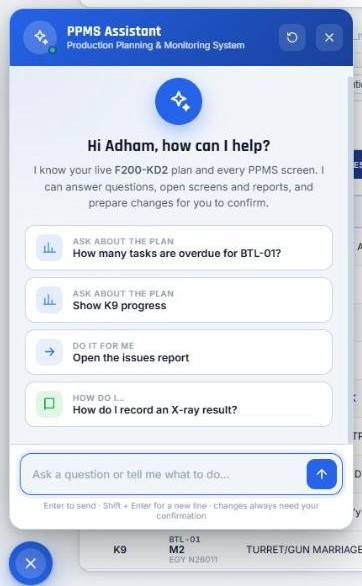 PPMS Assistant
Production Planning & Monitoring System
Hi Adham, how can I help?
I know your live F200-KD2 plan and every PPMS screen. I
can answer questions, open screens and reports, and
prepare changes for you to confirm.
ASK ABOUT THE PLAN
How many tasks are overdue for BTL-01?
ASK ABOUT THE PLAN
Show K9 progress
DO IT FOR ME
Open the issues report
HOW DO I...
How do I record an X-ray result?
Ask a question or tell me what to do...
Enter to send · Shift + Enter for a new line · changes always need your
confirmation
BTL-01
K9 M2 TURRET/GUN MARRIAGE
EGY N26011